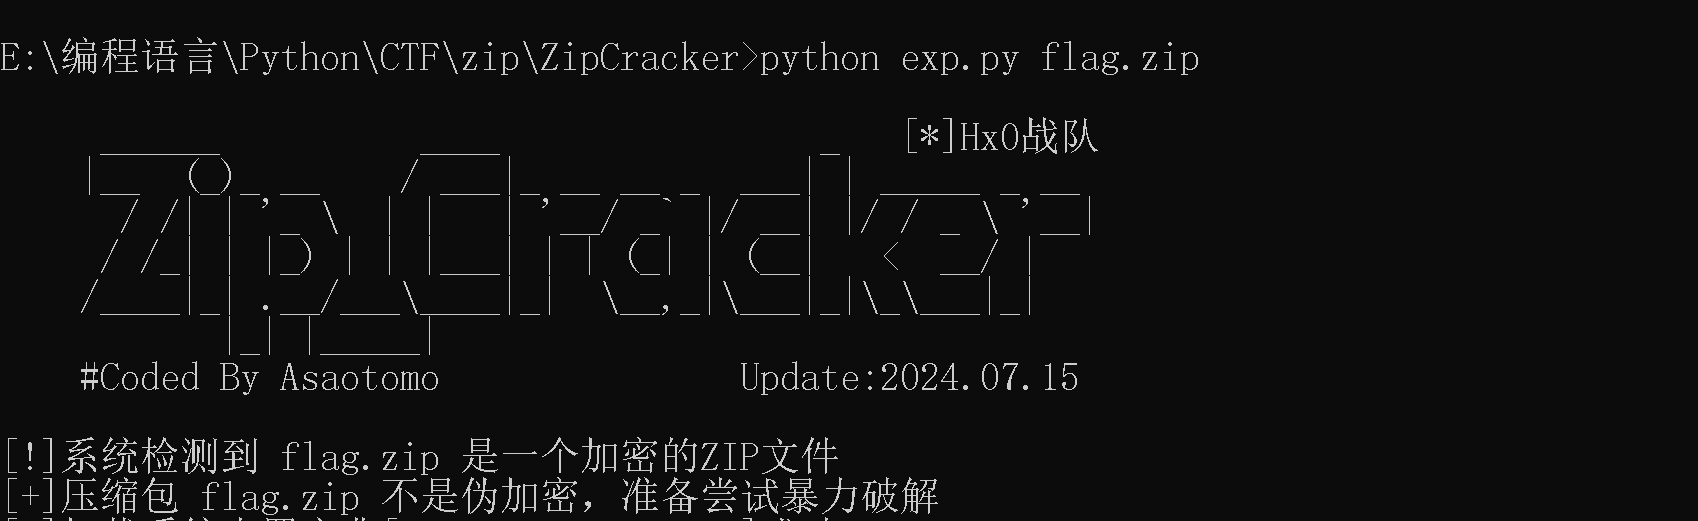 E:\编程语言\Python\CTF\zip\ZipCracker>python exp.py flag.zip
[*]Hx0战队
Zip_Cracker
#Coded By Asaotomo Update:2024.07.15
[!]系统检测到 flag.zip 是一个加密的ZIP文件
[+]压缩包 flag.zip 不是伪加密，准备尝试暴力破解